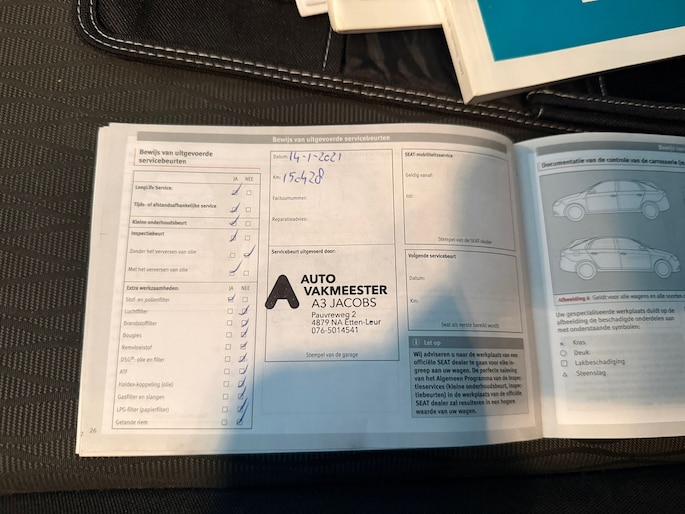 Bewijs van uitgevoerde servicebeurten
Bewijs van uitgevoerde
servicebeurten
JA NEE
LongLife Service:
Tijds- of afstandsafhankelijke service
Kleine onderhoudsbeurt
Inspectiebeurt
Zonder het verversen van olie
Met het verversen van olie
Extra werkzaamheden: JA NEE
Stof- en pollenfilter
Luchtfilter
Brandstoffilter
Bougies
Remvloeistof
DSG®- olie en filter
ATF
Haldex-koppeling (olie)
Gasfilter en slangen
LPG-filter (papierfilter)
Getande riem
26
Datum: 14-1-2021
Km: 150428
Factuurnummer:
Reparatieadvies:
Servicebeurt uitgevoerd door:
AUTO
VAKMEESTER
A3 JACOBS
Pauvreweg 2
4879 NA Etten-Leur
076-5014541
Stempel van de garage
SEAT-mobiliteitsservice
Geldig vanaf:
tot:
Stempel van de SEAT dealer
Volgende servicebeurt
Datum:
Km:
(wat als eerste bereikt wordt)
i Let op
Wij adviseren u naar de werkplaats van een
officiële SEAT dealer te gaan voor elke in-
greep aan uw wagen. De perfecte naleving
van het Algemeen Programma van de Inspec-
tieservices (kleine onderhoudsbeurt, inspec-
tiebeurten) in de werkplaats van de officiële
SEAT dealer zal resulteren in een hogere
waarde van uw wagen.
Documentatie van de controle van de carrosserie
Afbeelding A Geldt voor alle wagens en alle
Uw gespecialiseerde werkplaats duidt op de
afbeelding de beschadigde onderdelen aan
met onderstaande symbolen:
x Kras
○ Deuk
□ Lakbeschadiging
△ Steenslag